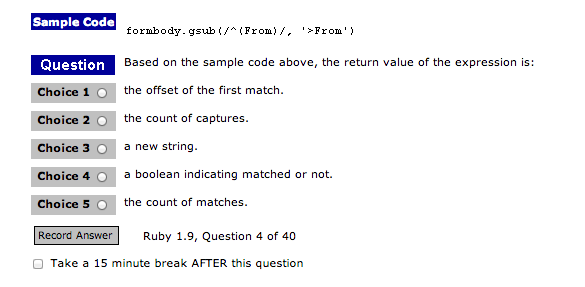 Sample Code
formbody.gsub(/^(From)/, '>From')
Question Based on the sample code above, the return value of the expression is:
Choice 1 the offset of the first match.
Choice 2 the count of captures.
Choice 3 a new string.
Choice 4 a boolean indicating matched or not.
Choice 5 the count of matches.
Record Answer Ruby 1.9, Question 4 of 40
Take a 15 minute break AFTER this question